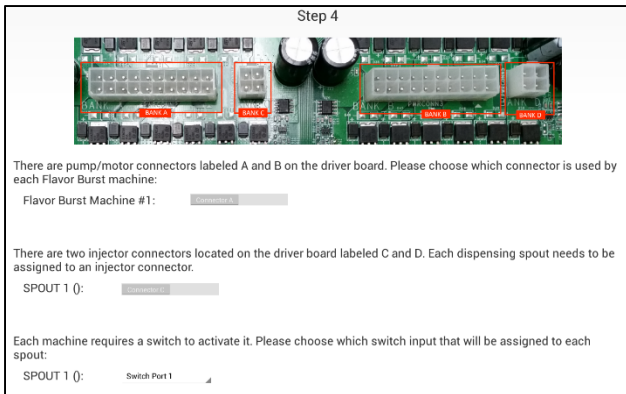 Step 4
BANK A
BANK C
BANK B
BANK D
There are pump/motor connectors labeled A and B on the driver board. Please choose which connector is used by
each Flavor Burst machine:
Flavor Burst Machine #1: Connector A
There are two injector connectors located on the driver board labeled C and D. Each dispensing spout needs to be
assigned to an injector connector.
SPOUT 1 (): Connector C
Each machine requires a switch to activate it. Please choose which switch input that will be assigned to each
spout:
SPOUT 1 (): Switch Port 1